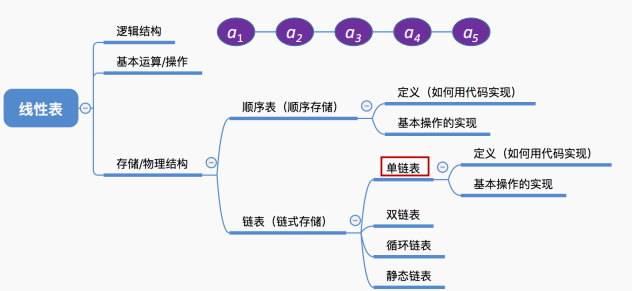 逻辑结构
a1 a2 a3 a4 a5
基本运算/操作
线性表
顺序表（顺序存储）
定义（如何用代码实现）
基本操作的实现
存储/物理结构
单链表
定义（如何用代码实现）
基本操作的实现
链表（链式存储）
双链表
循环链表
静态链表